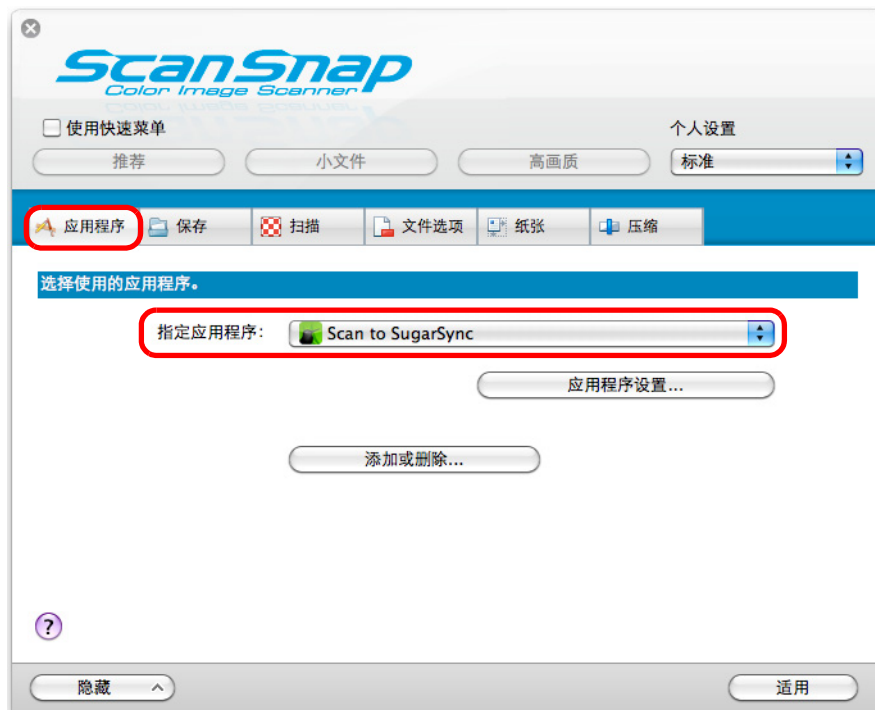 ScanSnap
Color Image Scanner
使用快速菜单
个人设置
推荐
小文件
高画质
标准
应用程序
保存
扫描
文件选项
纸张
压缩
选择使用的应用程序。
指定应用程序:
Scan to SugarSync
应用程序设置...
添加或删除...
?
隐藏
适用